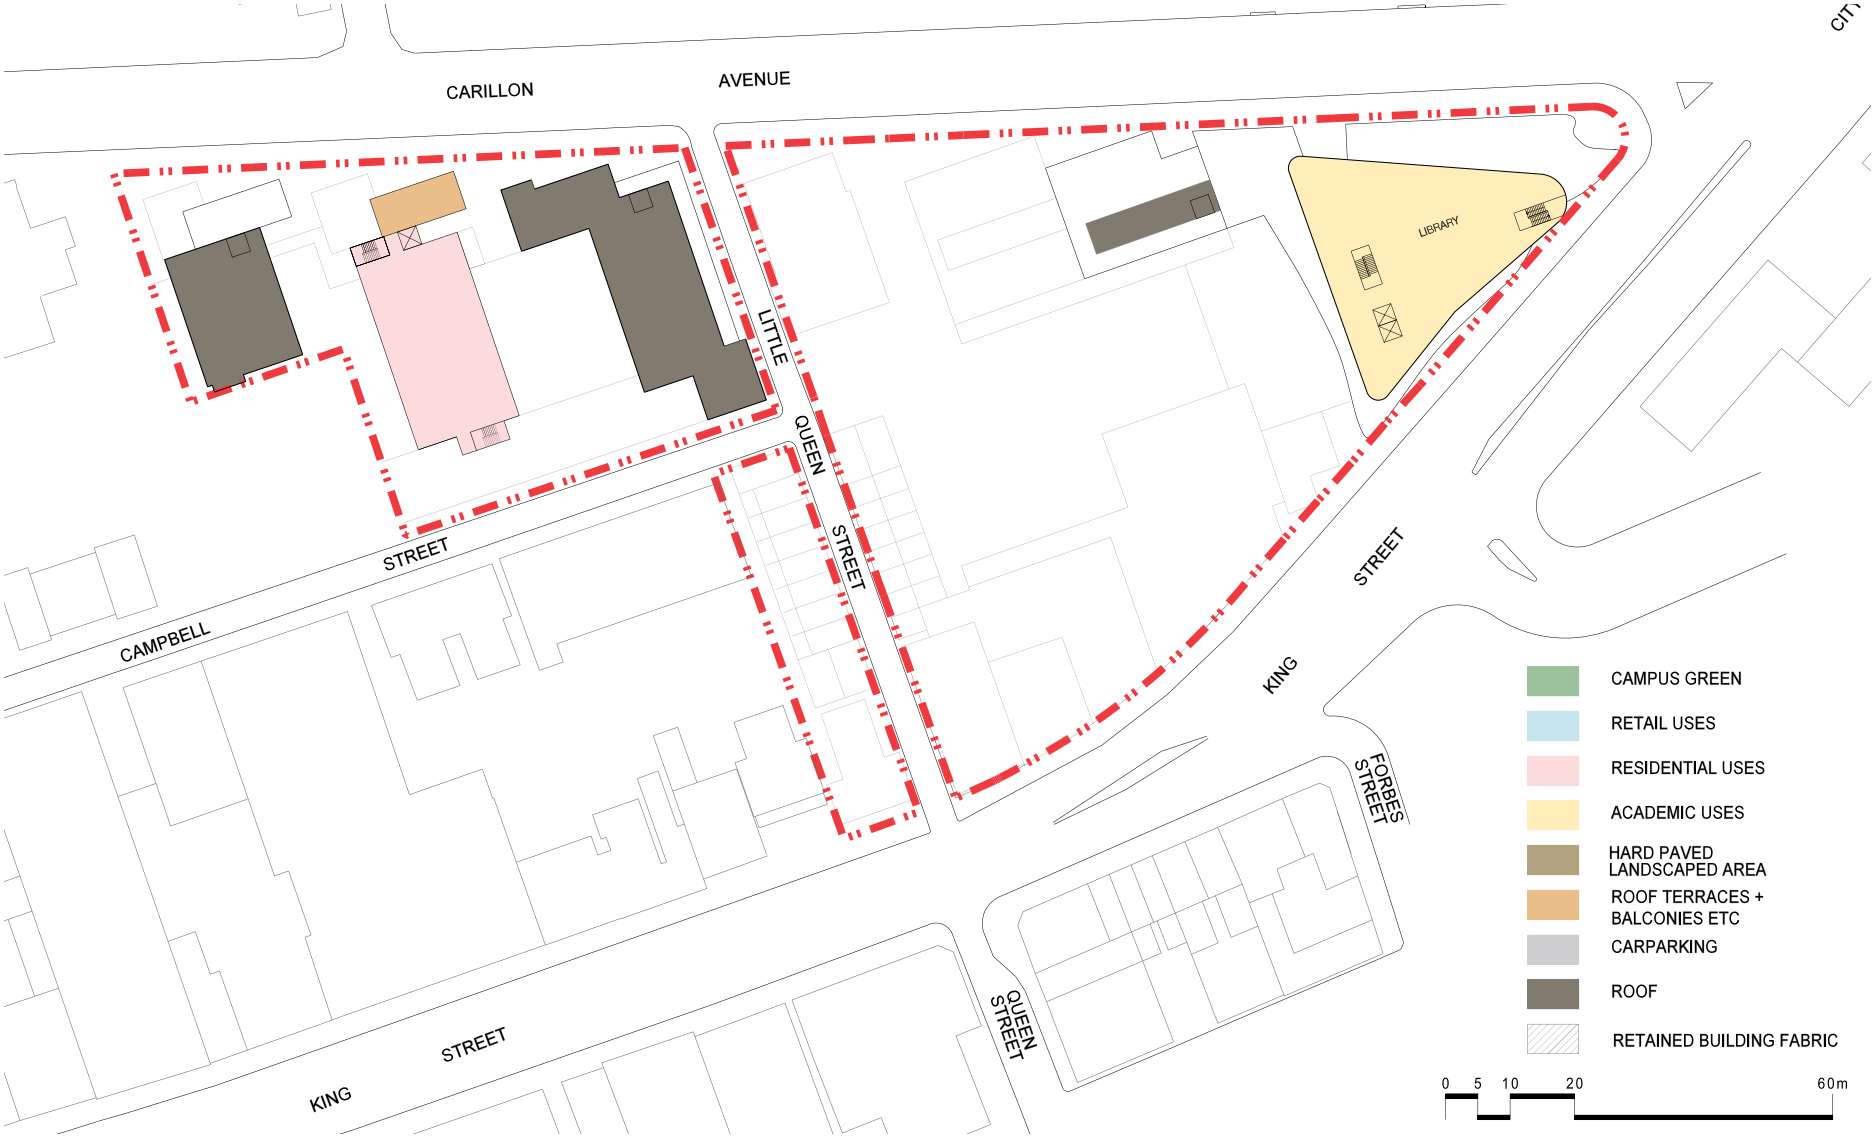 CITY
CARILLON AVENUE
LIBRARY
LITTLE QUEEN STREET
CAMPBELL STREET
KING STREET
FORBES
STREET
QUEEN
STREET
KING STREET
CAMPUS GREEN
RETAIL USES
RESIDENTIAL USES
ACADEMIC USES
HARD PAVED
LANDSCAPED AREA
ROOF TERRACES +
BALCONIES ETC
CARPARKING
ROOF
RETAINED BUILDING FABRIC
0 5 10 20 60m